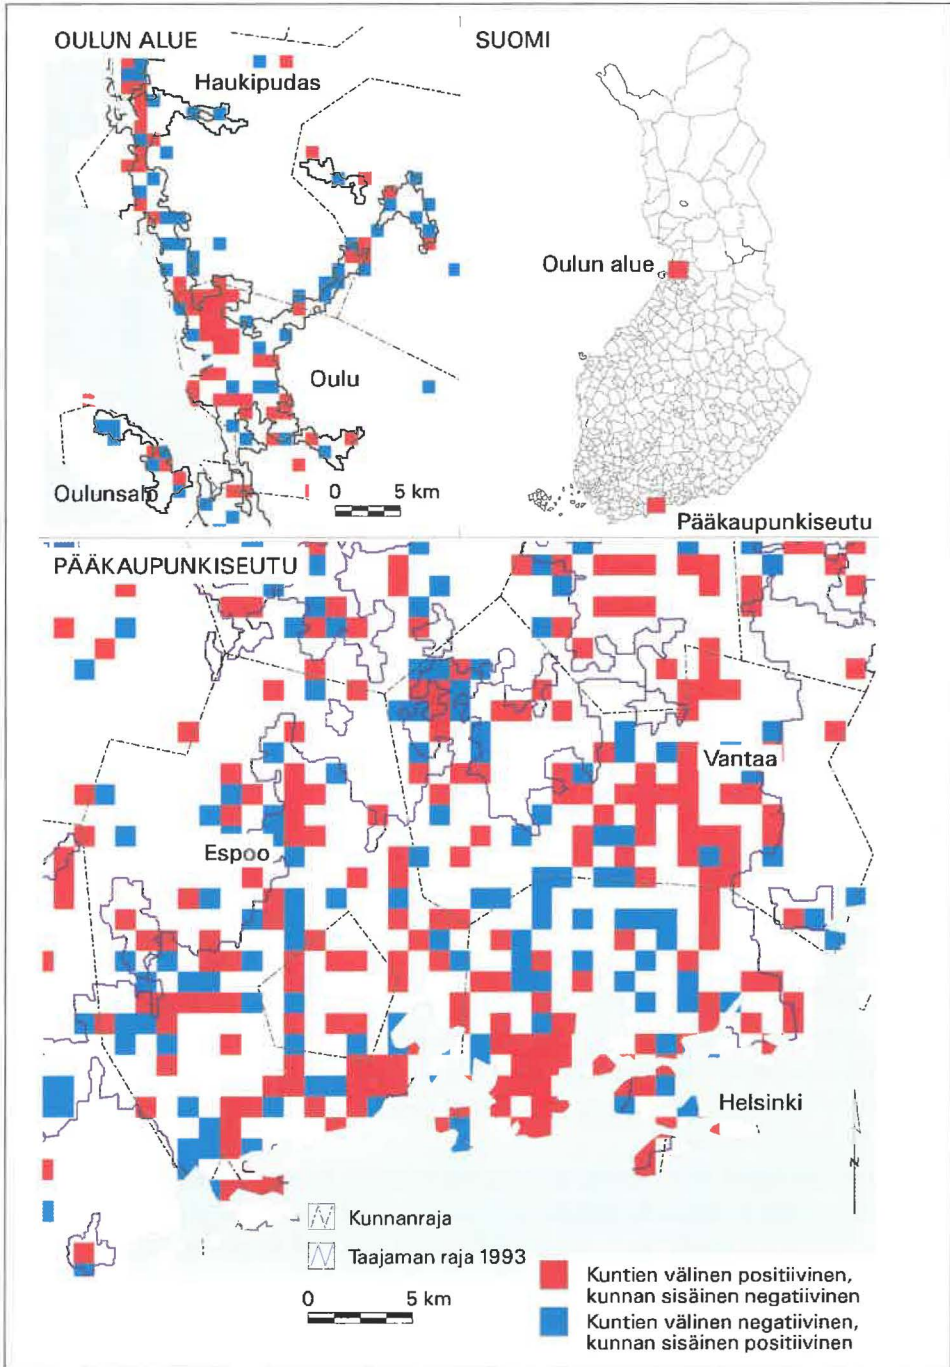 OULUN ALUE
Haukipudas
Oulu
Oulunsalo
0 5 km
SUOMI
Oulun alue
Pääkaupunkiseutu
PÄÄKAUPUNKISEUTU
Vantaa
Espoo
Helsinki
N
Kunnanraja
Taajaman raja 1993
0 5 km
Kuntien välinen positiivinen,
kunnan sisäinen negatiivinen
Kuntien välinen negatiivinen,
kunnan sisäinen positiivinen